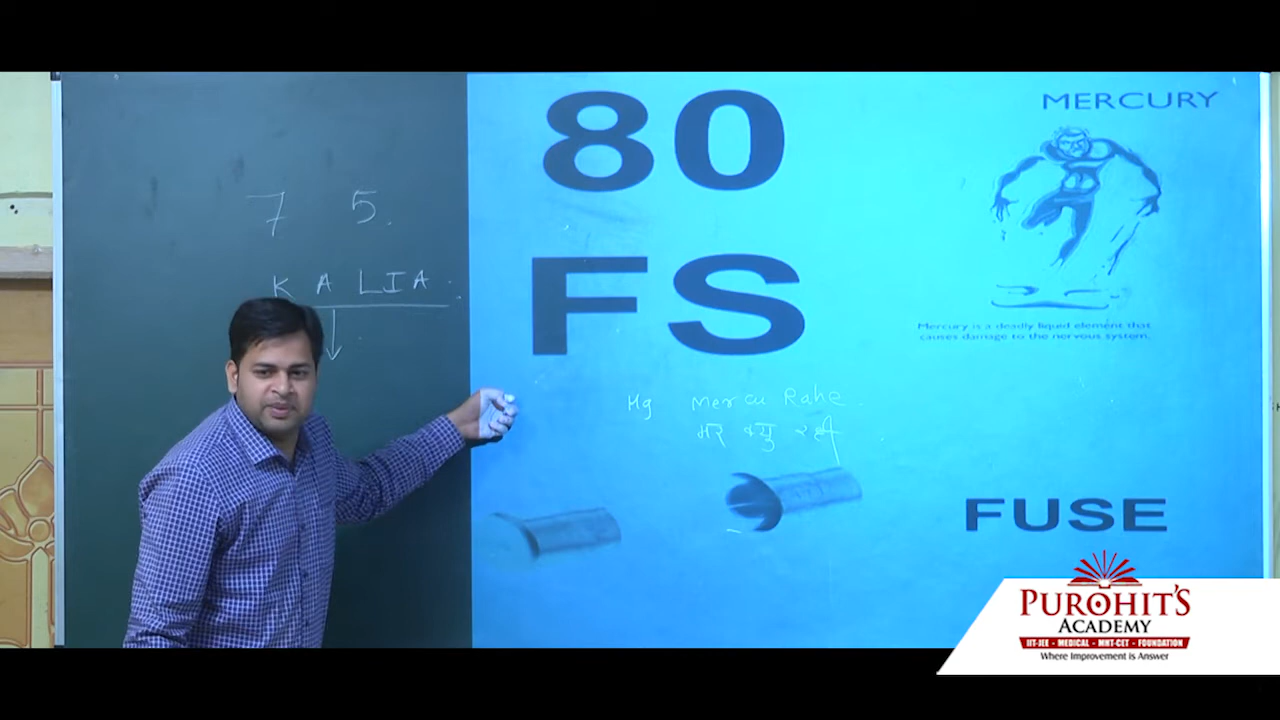 7 5.
KALIA.
80
FS
MERCURY
Mercury is a deadly liquid element that
causes damage to the nervous system.
Hg Mercu Rahe.
मर क्यु रही
FUSE
PUROHIT'S
ACADEMY
IIT-JEE - MEDICAL - MHT-CET - FOUNDATION
Where Improvement is Answer